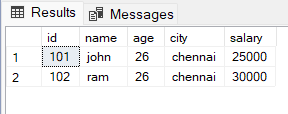 Results Messages
id name age city salary
1 101 john 26 chennai 25000
2 102 ram 26 chennai 30000